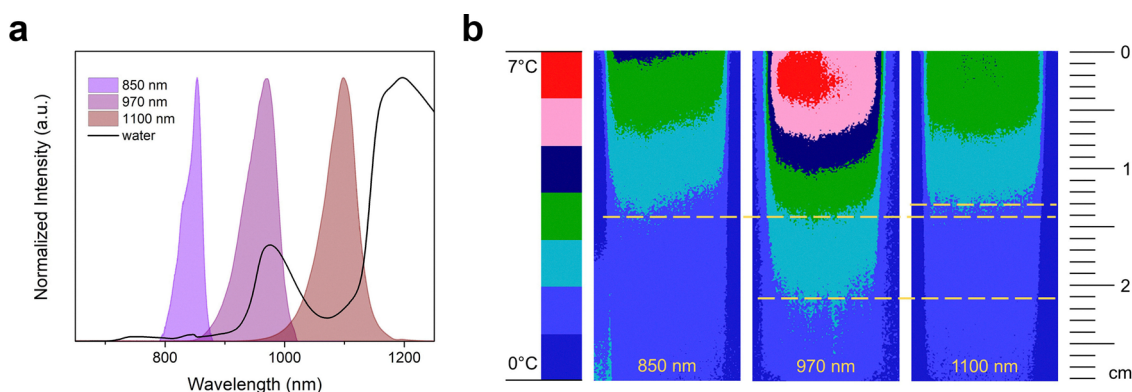 a
Normalized Intensity (a.u.)
850 nm
970 nm
1100 nm
water
800
1000
1200
Wavelength (nm)
b
7°C
0°C
850 nm
970 nm
1100 nm
0
1
2
cm